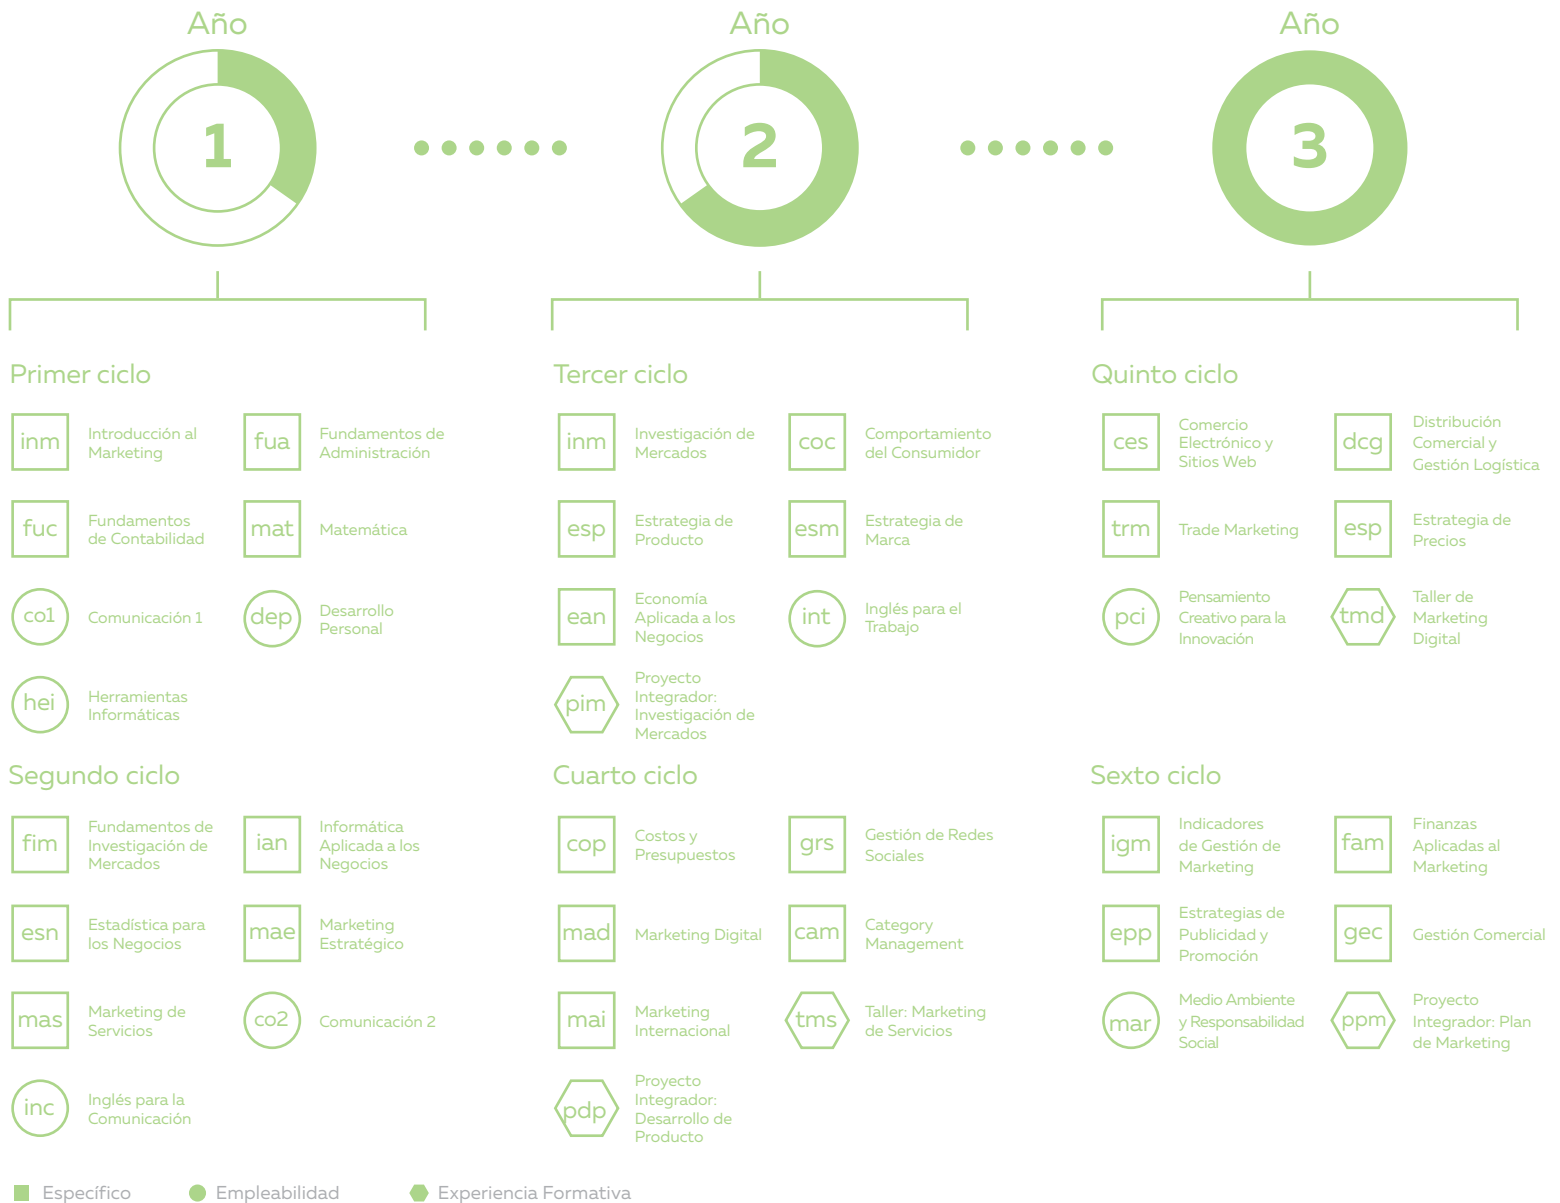 Año
Año
Año
1
2
3
Primer ciclo
inm
Introducción al
Marketing
fua
Fundamentos de
Administración
fuc
Fundamentos
de Contabilidad
mat
Matemática
co1
Comunicación 1
dep
Desarrollo
Personal
hei
Herramientas
Informáticas
Segundo ciclo
fim
Fundamentos de
Investigación de
Mercados
ian
Informática
Aplicada a los
Negocios
esn
Estadística para
los Negocios
mae
Marketing
Estratégico
mas
Marketing de
Servicios
co2
Comunicación 2
inc
Inglés para la
Comunicación
Tercer ciclo
inm
Investigación de
Mercados
coc
Comportamiento
del Consumidor
esp
Estrategia de
Producto
esm
Estrategia de
Marca
ean
Economía
Aplicada a los
Negocios
int
Inglés para el
Trabajo
pim
Proyecto
Integrador:
Investigación de
Mercados
Cuarto ciclo
cop
Costos y
Presupuestos
grs
Gestión de Redes
Sociales
mad
Marketing Digital
cam
Category
Management
mai
Marketing
Internacional
tms
Taller: Marketing
de Servicios
pdp
Proyecto
Integrador:
Desarrollo de
Producto
Quinto ciclo
ces
Comercio
Electrónico y
Sitios Web
dcg
Distribución
Comercial y
Gestión Logística
trm
Trade Marketing
esp
Estrategia de
Precios
pci
Pensamiento
Creativo para la
Innovación
tmd
Taller de
Marketing
Digital
Sexto ciclo
igm
Indicadores
de Gestión de
Marketing
fam
Finanzas
Aplicadas al
Marketing
epp
Estrategias de
Publicidad y
Promoción
gec
Gestión Comercial
mar
Medio Ambiente
y Responsabilidad
Social
ppm
Proyecto
Integrador: Plan
de Marketing
Específico
Empleabilidad
Experiencia Formativa